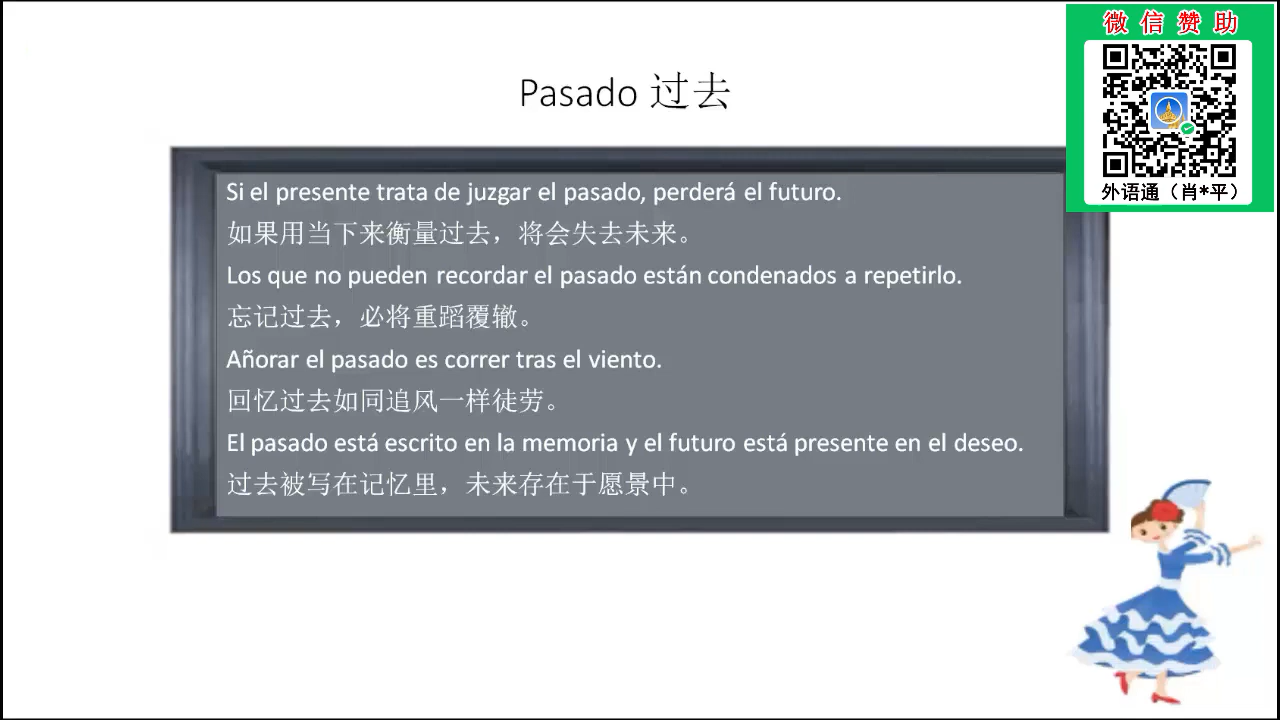 微信赞助
外语通（肖*平）
Pasado 过去
Si el presente trata de juzgar el pasado, perderá el futuro.
如果用当下来衡量过去，将会失去未来。
Los que no pueden recordar el pasado están condenados a repetirlo.
忘记过去，必将重蹈覆辙。
Añorar el pasado es correr tras el viento.
回忆过去如同追风一样徒劳。
El pasado está escrito en la memoria y el futuro está presente en el deseo.
过去被写在记忆里，未来存在于愿景中。